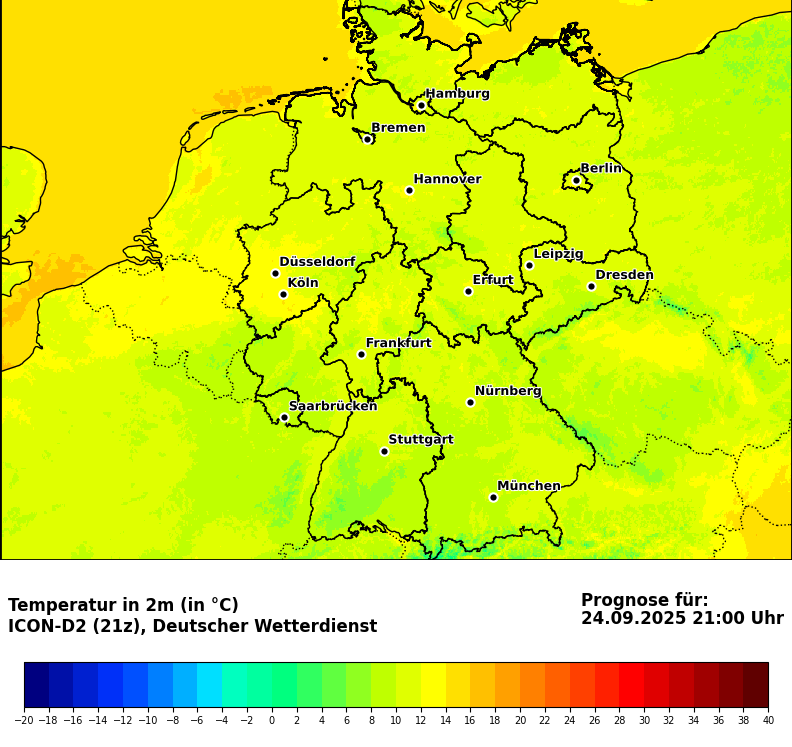 Hamburg
Bremen
Berlin
Hannover
Leipzig
Düsseldorf
Dresden
Erfurt
Köln
Frankfurt
Nürnberg
Saarbrücken
Stuttgart
München
Temperatur in 2m (in °C)
ICON-D2 (21z), Deutscher Wetterdienst
Prognose für:
24.09.2025 21:00 Uhr
−20 −18 −16 −14 −12 −10 −8 −6 −4 −2 0 2 4 6 8 10 12 14 16 18 20 22 24 26 28 30 32 34 36 38 40